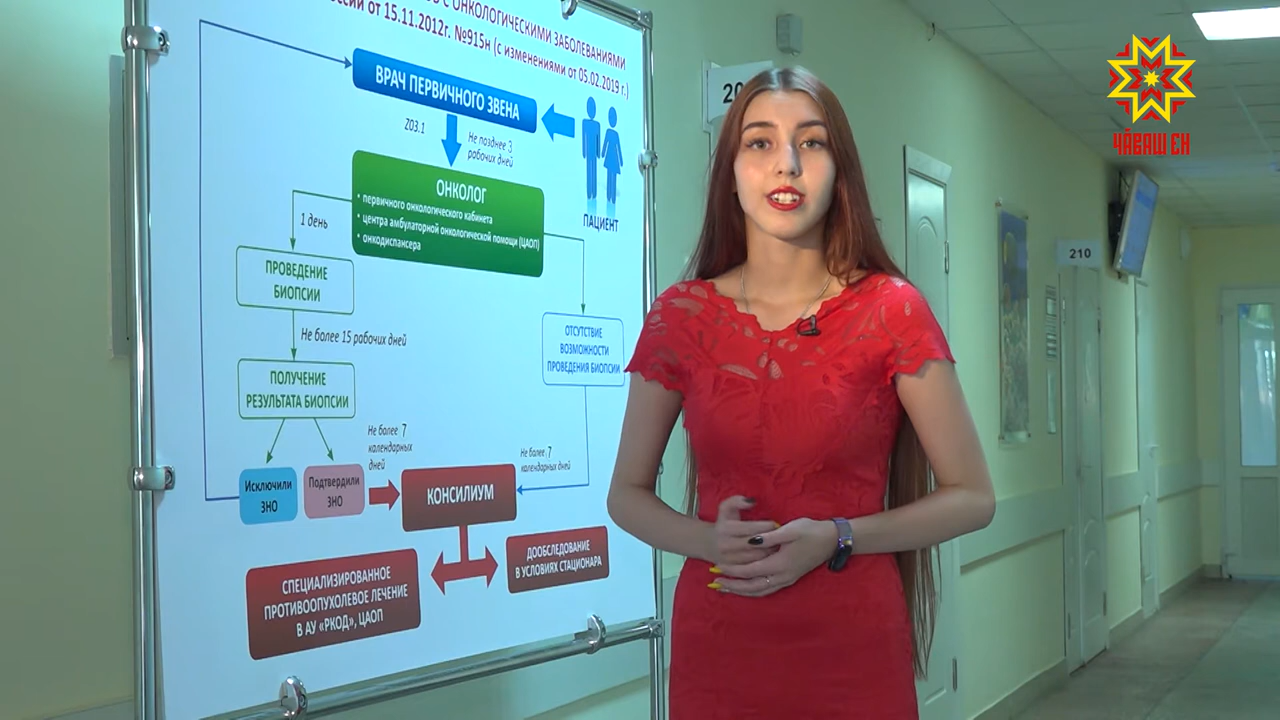 С ОНКОЛОГИЧЕСКИМИ ЗАБОЛЕВАНИЯМИ
от 15.11.2012г. №915н (с изменениями от 05.02.2019 г.)
ВРАЧ ПЕРВИЧНОГО ЗВЕНА
Z03.1
Не позднее 3
рабочих дней
ПАЦИЕНТ
ОНКОЛОГ
• первичного онкологического кабинета
• центра амбулаторной онкологической помощи (ЦАОП)
• онкодиспансера
1 день
ПРОВЕДЕНИЕ
БИОПСИИ
Не более 15 рабочих дней
ОТСУТСТВИЕ
ВОЗМОЖНОСТИ
ПРОВЕДЕНИЯ БИОПСИИ
ПОЛУЧЕНИЕ
РЕЗУЛЬТАТА БИОПСИИ
Не более 7
календарных
дней
Не более 7
календарных дней
Исключили
ЗНО
Подтвердили
ЗНО
КОНСИЛИУМ
СПЕЦИАЛИЗИРОВАННОЕ
ПРОТИВООПУХОЛЕВОЕ ЛЕЧЕНИЕ
В АУ «РКОД», ЦАОП
ДООБСЛЕДОВАНИЕ
В УСЛОВИЯХ СТАЦИОНАРА
210
ЧӐВАШ ЕН